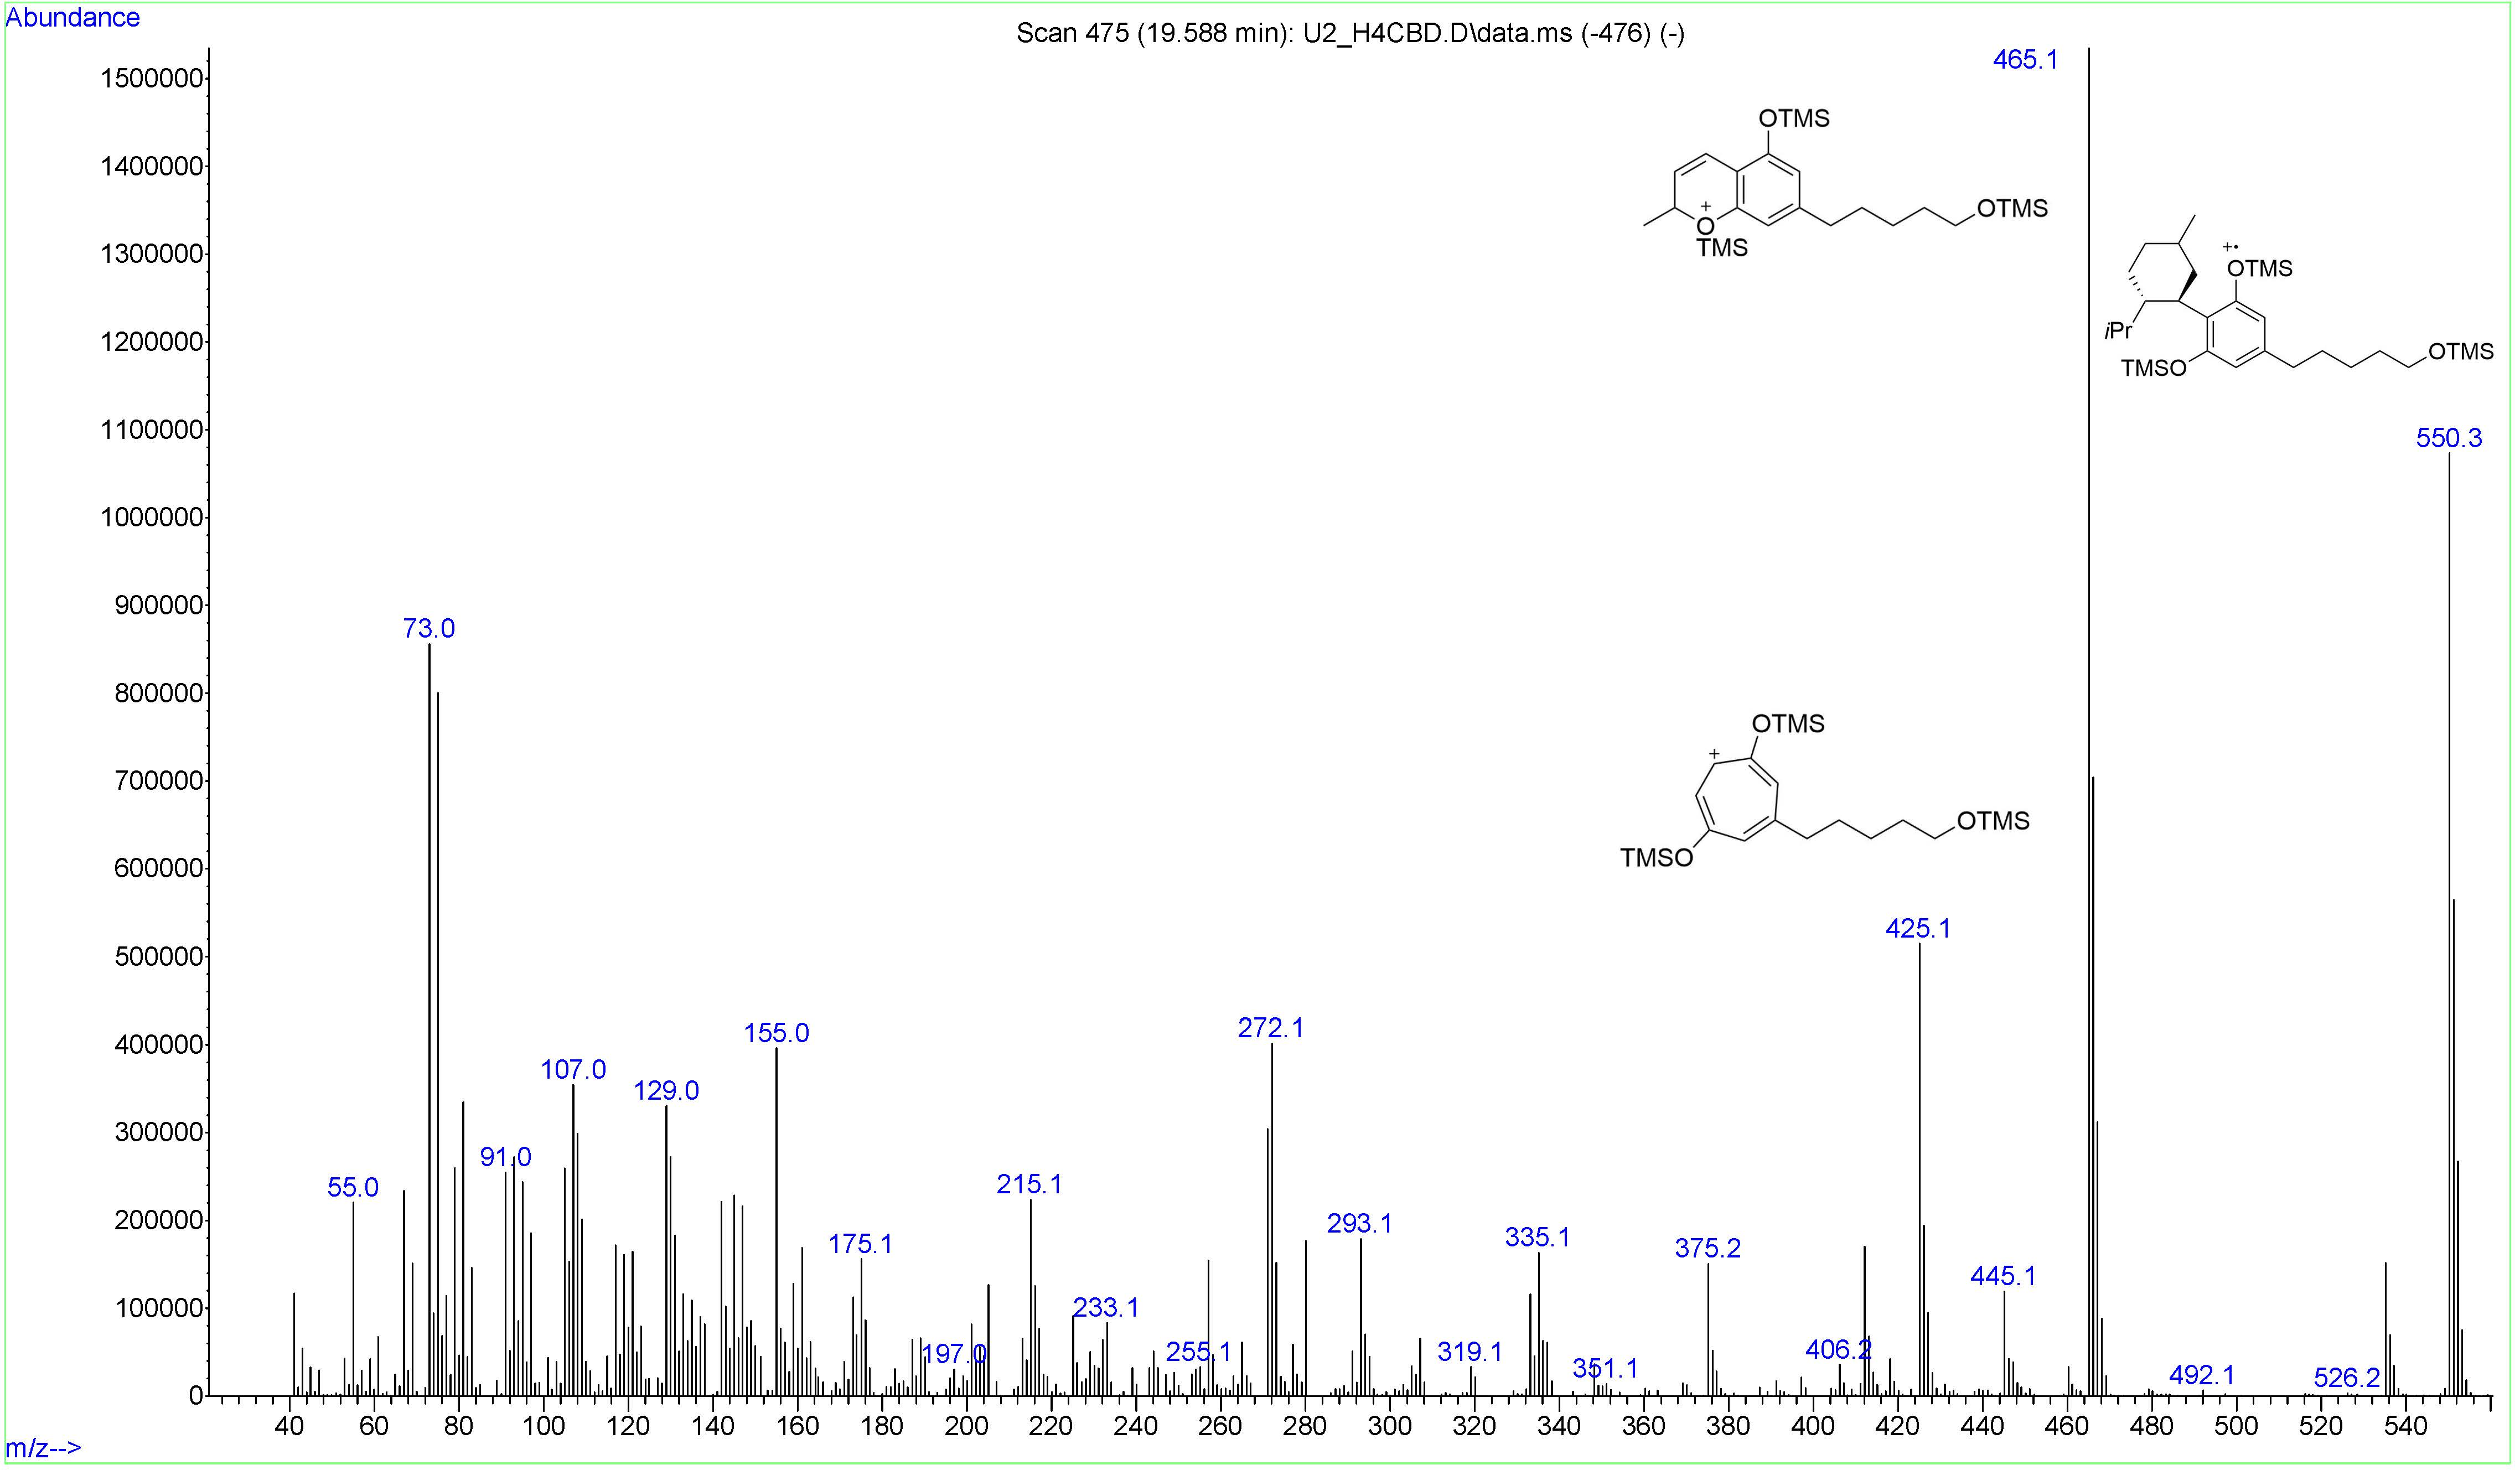 Abundance
Scan 475 (19.588 min): U2_H4CBD.D\data.ms (-476) (-)
1500000
1400000
1300000
1200000
1100000
1000000
900000
800000
700000
600000
500000
400000
300000
200000
100000
0
465.1
OTMS
OTMS
+
O
TMS
+•
OTMS
iPr
TMSO
OTMS
550.3
73.0
+
OTMS
OTMS
TMSO
425.1
155.0
272.1
107.0
129.0
91.0
55.0
215.1
175.1
293.1
335.1
375.2
445.1
233.1
197.0
255.1
319.1
351.1
406.2
492.1
526.2
40 60 80 100 120 140 160 180 200 220 240 260 280 300 320 340 360 380 400 420 440 460 480 500 520 540
m/z-->